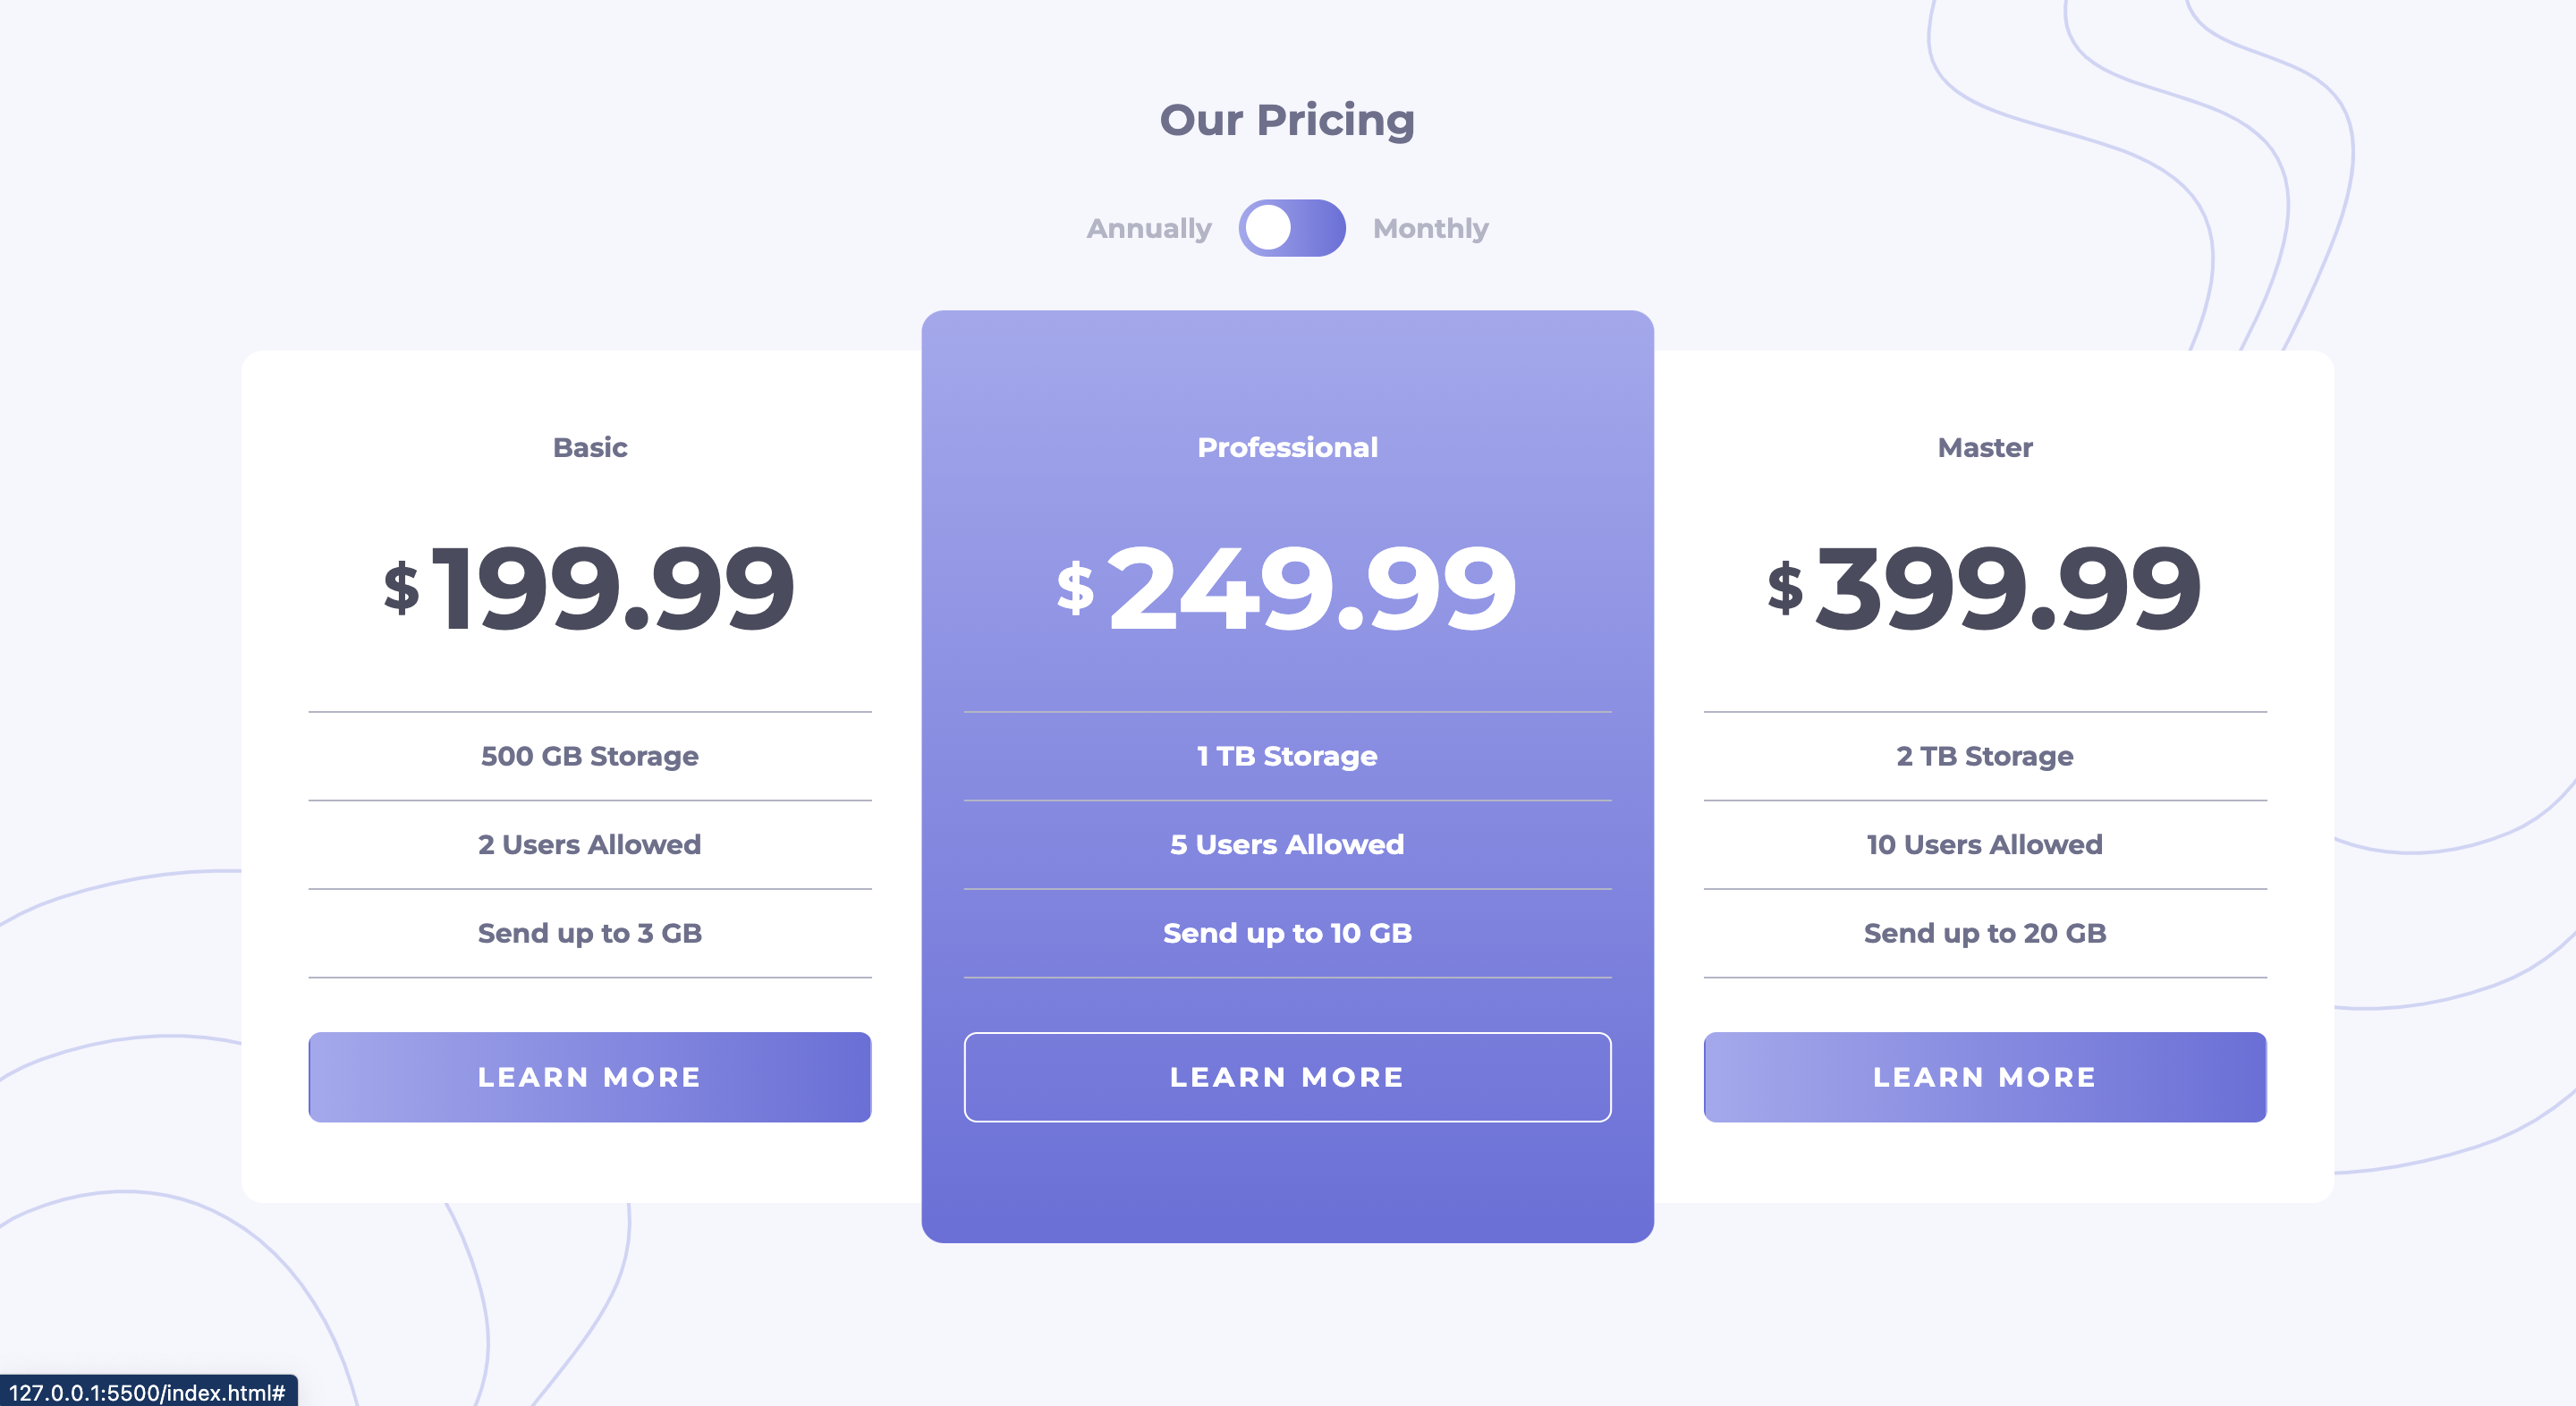 Our Pricing
Annually Monthly
Basic
$199.99
500 GB Storage
2 Users Allowed
Send up to 3 GB
LEARN MORE
Professional
$249.99
1 TB Storage
5 Users Allowed
Send up to 10 GB
LEARN MORE
Master
$399.99
2 TB Storage
10 Users Allowed
Send up to 20 GB
LEARN MORE
127.0.0.1:5500/index.html#